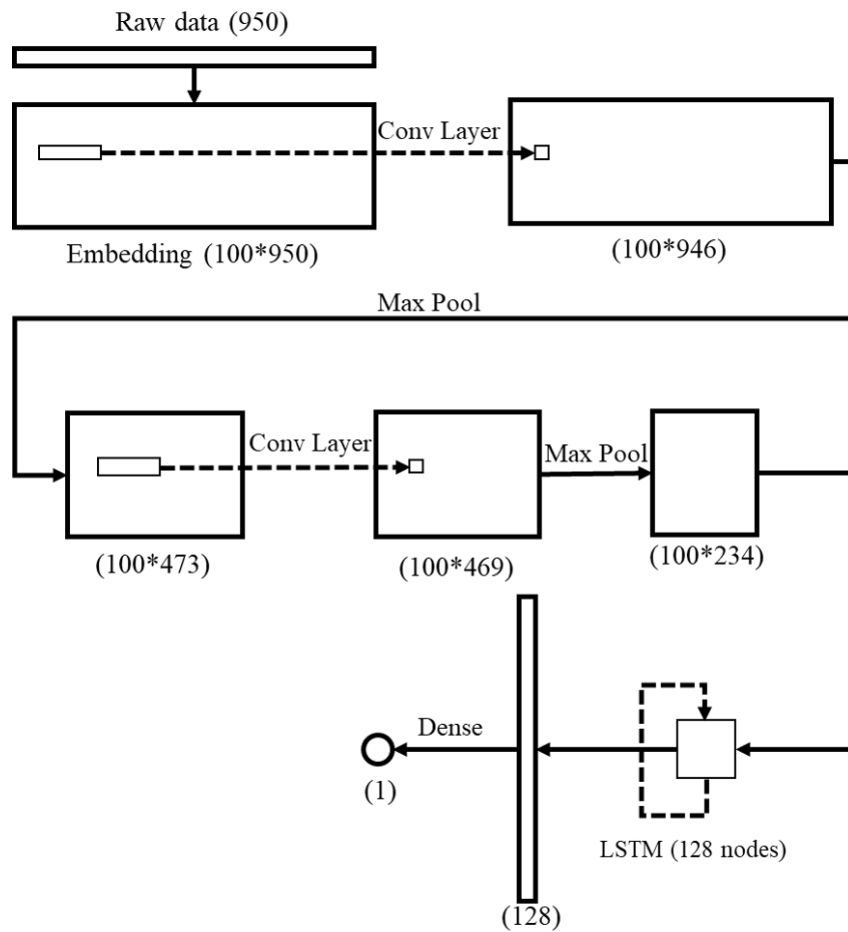 Raw data (950)
Conv Layer
Embedding (100*950)
(100*946)
Max Pool
Conv Layer
Max Pool
(100*473)
(100*469)
(100*234)
Dense
(1)
LSTM (128 nodes)
(128)